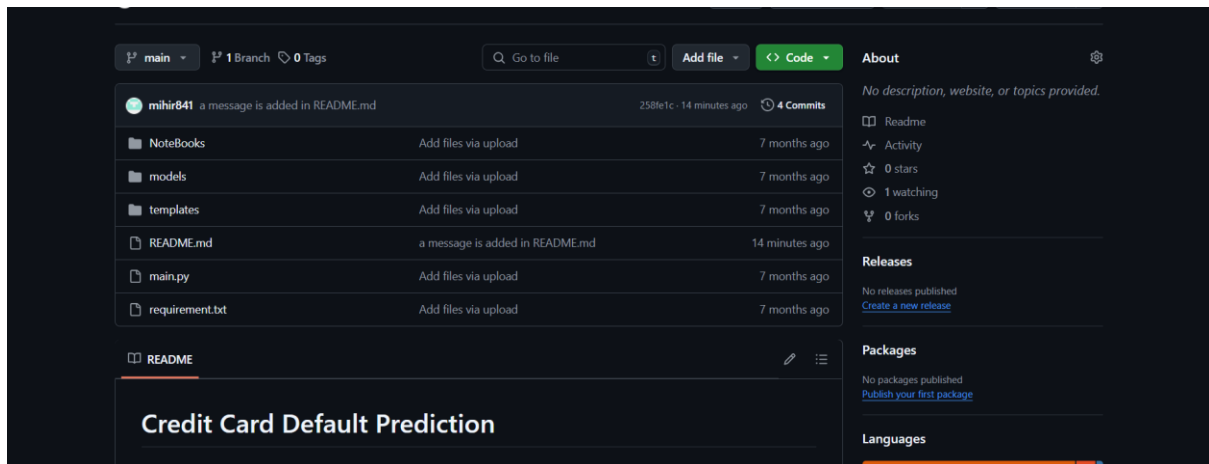 main
1 Branch
0 Tags
Go to file
t
Add file
Code
mihir841 a message is added in README.md
258fe1c · 14 minutes ago
4 Commits
NoteBooks Add files via upload 7 months ago
models Add files via upload 7 months ago
templates Add files via upload 7 months ago
README.md a message is added in README.md 14 minutes ago
main.py Add files via upload 7 months ago
requirement.txt Add files via upload 7 months ago
README
Credit Card Default Prediction
About
No description, website, or topics provided.
Readme
Activity
0 stars
1 watching
0 forks
Releases
No releases published
Create a new release
Packages
No packages published
Publish your first package
Languages